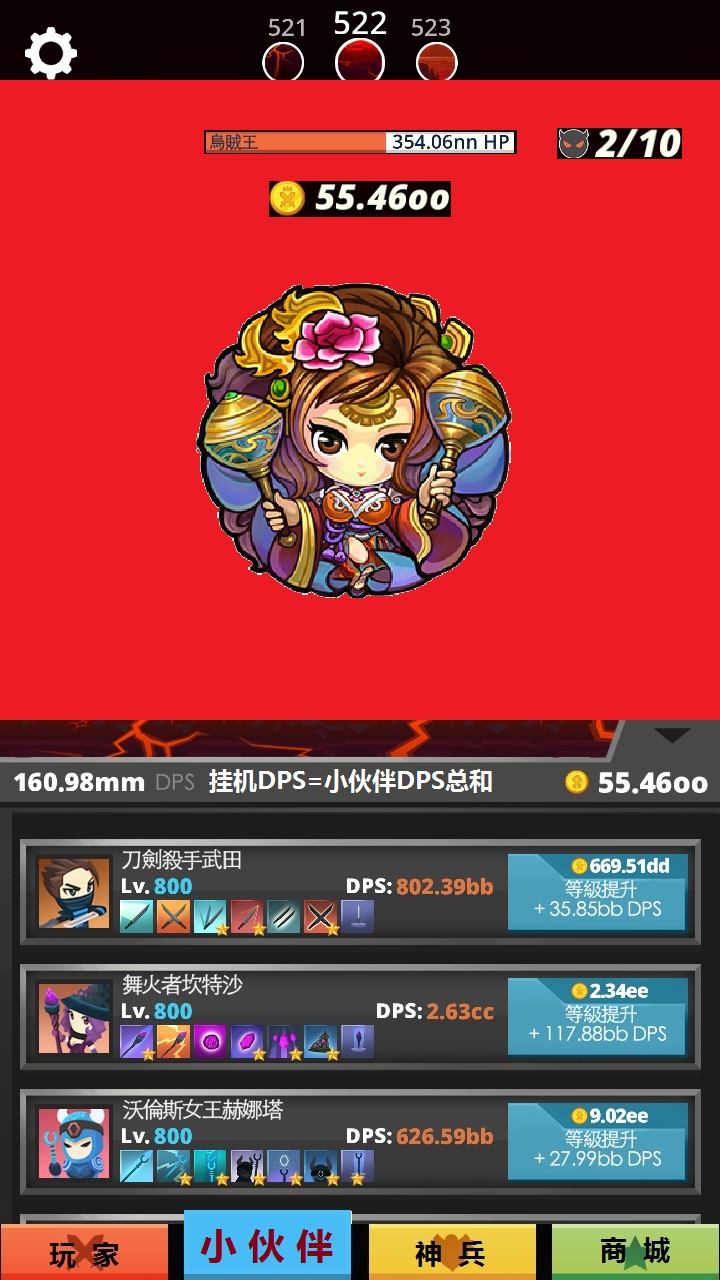 521 522 523
烏賊王 354.06nn HP
2/10
55.46oo
160.98mm DPS 挂机DPS=小伙伴DPS总和 55.46oo
刀劍殺手武田
Lv. 800 DPS: 802.39bb
669.51dd
等級提升
+ 35.85bb DPS
舞火者坎特沙
Lv. 800 DPS: 2.63cc
2.34ee
等級提升
+ 117.88bb DPS
沃倫斯女王赫娜塔
Lv. 800 DPS: 626.59bb
9.02ee
等級提升
+ 27.99bb DPS
玩家 小伙伴 神兵 商城